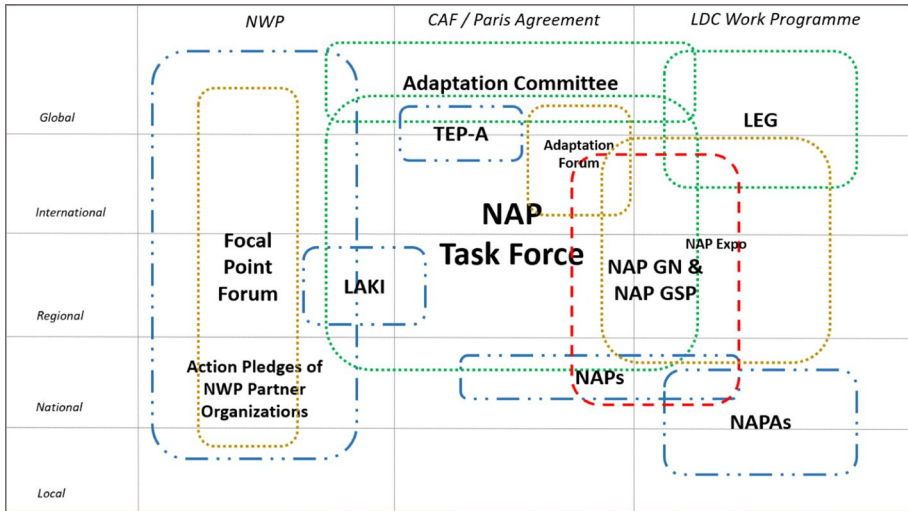 NWP
CAF / Paris Agreement
LDC Work Programme
Global
Adaptation Committee
TEP-A
LEG
Adaptation
Forum
International
NAP
Task Force
Focal
Point
Forum
NAP Expo
NAP GN &
NAP GSP
LAKI
Regional
Action Pledges of
NWP Partner
Organizations
NAPs
National
NAPAs
Local